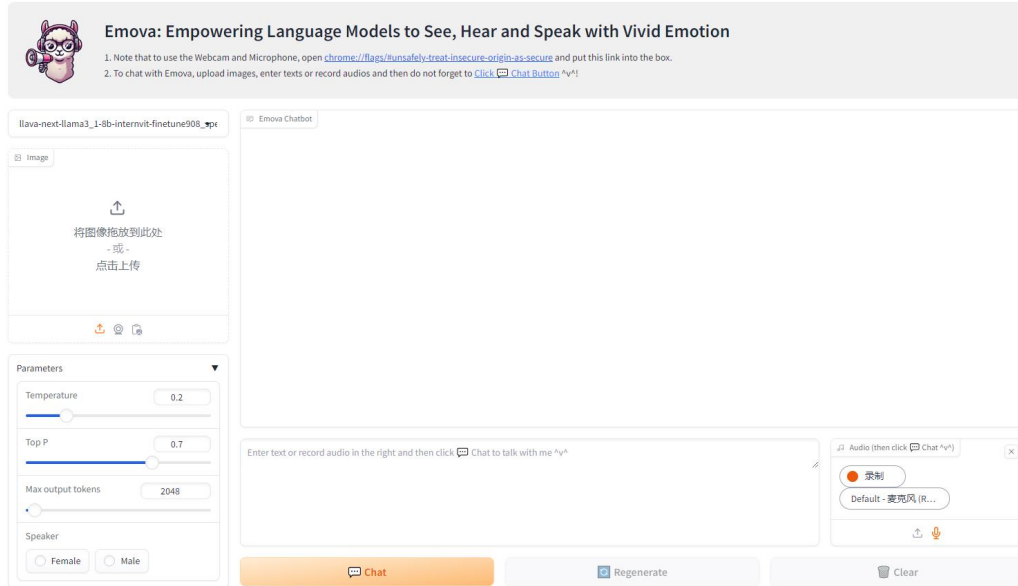 Emova: Empowering Language Models to See, Hear and Speak with Vivid Emotion
1. Note that to use the Webcam and Microphone, open chrome://flags/#unsafely-treat-insecure-origin-as-secure and put this link into the box.
2. To chat with Emova, upload images, enter texts or record audios and then do not forget to Click 💬 Chat Button ^v^!
llava-next-llama3_1-8b-internvit-finetune908_spe
Image
将图像拖放到此处
- 或 -
点击上传
Parameters
Temperature
0.2
Top P
0.7
Max output tokens
2048
Speaker
Female
Male
Emova Chatbot
Enter text or record audio in the right and then click 💬 Chat to talk with me ^v^
Audio (then click 💬 Chat ^v^)
录制
Default - 麦克风 (R...
Chat
Regenerate
Clear